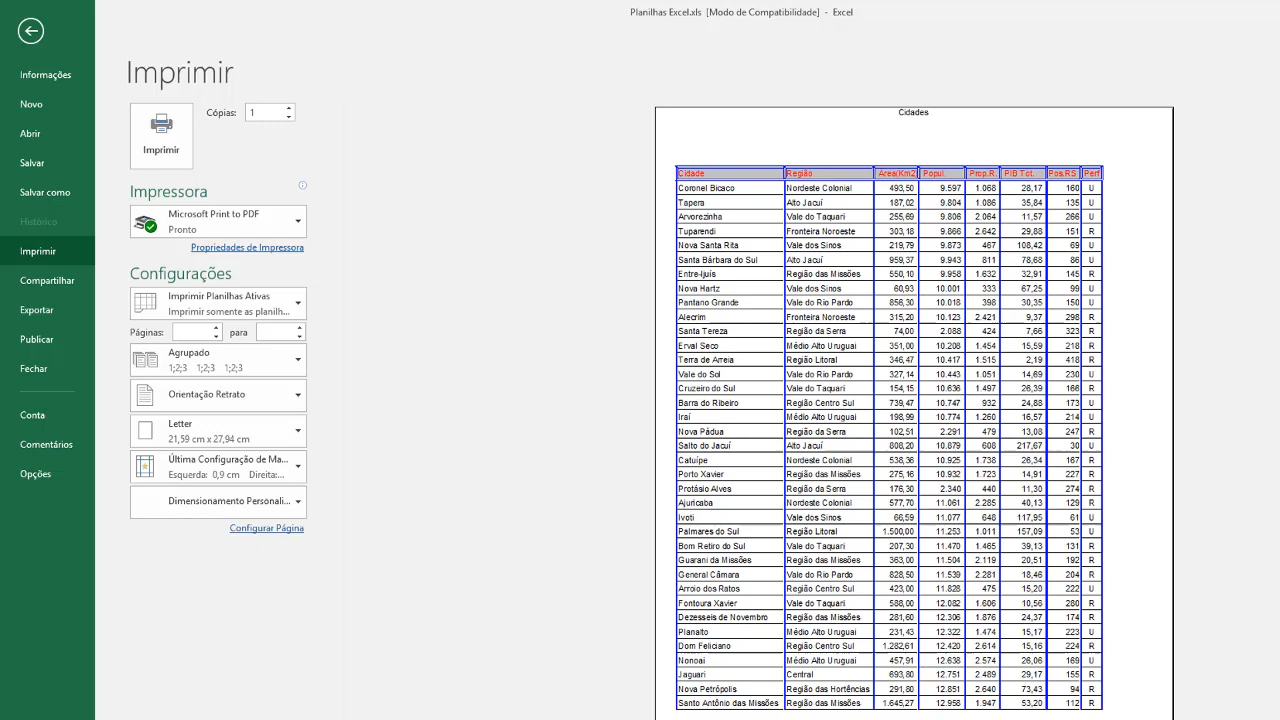 Planilhas Excel.xls [Modo de Compatibilidade] - Excel
Informações
Novo
Abrir
Salvar
Salvar como
Histórico
Imprimir
Compartilhar
Exportar
Publicar
Fechar
Conta
Comentários
Opções
Imprimir
Imprimir
Cópias: 1
Impressora
Microsoft Print to PDF
Pronto
Propriedades de Impressora
Configurações
Imprimir Planilhas Ativas
Imprimir somente as planilh...
Páginas: para
Agrupado
1;2;3 1;2;3 1;2;3
Orientação Retrato
Letter
21,59 cm x 27,94 cm
Última Configuração de Ma...
Esquerda: 0,9 cm Direita:...
Dimensionamento Personali...
Configurar Página
Cidades
Cidade Região Area(Km2 Popul. Prop.R. PIB Tot. Pos.RS Perf
Coronel Bicaco Nordeste Colonial 493,50 9.597 1.068 28,17 160 U
Tapera Alto Jacuí 187,02 9.804 1.086 35,84 135 U
Arvorezinha Vale do Taquari 255,69 9.806 2.064 11,57 266 U
Tuparendi Fronteira Noroeste 303,18 9.866 2.642 29,88 151 R
Nova Santa Rita Vale dos Sinos 219,79 9.873 467 108,42 69 U
Santa Bárbara do Sul Alto Jacuí 959,37 9.943 811 78,68 86 U
Entre-Ijuís Região das Missões 550,10 9.958 1.632 32,91 145 R
Nova Hartz Vale dos Sinos 60,93 10.001 333 67,25 99 U
Pantano Grande Vale do Rio Pardo 856,30 10.018 398 30,35 150 U
Alecrim Fronteira Noroeste 315,20 10.123 2.421 9,37 298 R
Santa Tereza Região da Serra 74,00 2.088 424 7,66 323 R
Erval Seco Médio Alto Uruguai 351,00 10.208 1.454 15,59 218 R
Terra de Arreia Região Litoral 346,47 10.417 1.515 2,19 418 R
Vale do Sol Vale do Rio Pardo 327,14 10.443 1.051 14,69 230 U
Cruzeiro do Sul Vale do Taquari 154,15 10.636 1.497 26,39 166 R
Barra do Ribeiro Região Centro Sul 739,47 10.747 932 24,88 173 U
Iraí Médio Alto Uruguai 198,99 10.774 1.260 16,57 214 U
Nova Pádua Região da Serra 102,51 2.291 479 13,08 247 R
Salto do Jacuí Alto Jacuí 808,20 10.879 608 217,67 30 U
Catuípe Nordeste Colonial 538,36 10.925 1.738 26,34 167 R
Porto Xavier Região das Missões 275,16 10.932 1.723 14,91 227 R
Protásio Alves Região da Serra 176,30 2.340 440 11,30 274 R
Ajuricaba Nordeste Colonial 577,70 11.061 2.285 40,13 129 R
Ivoti Vale dos Sinos 66,59 11.077 648 117,95 61 U
Palmares do Sul Região Litoral 1.500,00 11.253 1.011 157,09 53 U
Bom Retiro do Sul Vale do Taquari 207,30 11.470 1.465 39,13 131 R
Guarani da Missões Região das Missões 363,00 11.504 2.119 20,51 192 R
General Câmara Vale do Rio Pardo 828,50 11.539 2.281 18,46 204 R
Arroio dos Ratos Região Centro Sul 423,00 11.828 475 15,20 222 U
Fontoura Xavier Vale do Taquari 588,00 12.082 1.606 10,56 280 R
Dezesseis de Novembro Região das Missões 281,60 12.306 1.876 24,37 174 R
Planalto Médio Alto Uruguai 231,43 12.322 1.474 15,17 223 U
Dom Feliciano Região Centro Sul 1.282,61 12.420 2.614 15,16 224 R
Nonoai Médio Alto Uruguai 457,91 12.638 2.574 26,06 169 U
Jaguari Central 693,80 12.751 2.489 29,17 155 R
Nova Petrópolis Região das Hortências 291,80 12.851 2.640 73,43 94 R
Santo Antônio das Missões Região das Missões 1.645,27 12.958 1.947 53,20 112 R